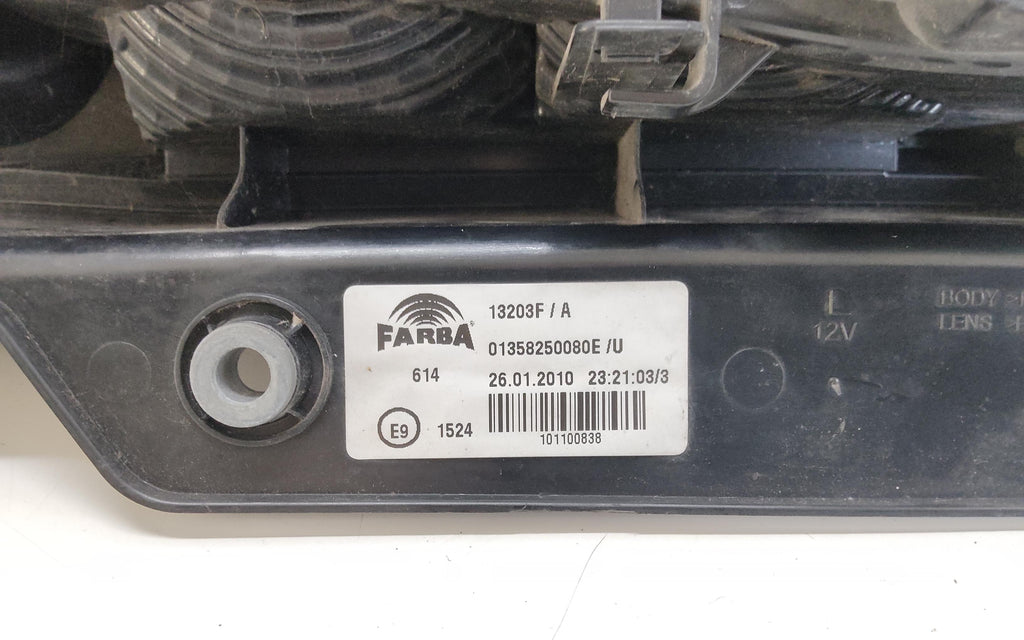 13203F / A
FARBA®
01358250080E /U
614
26.01.2010 23:21:03/3
E9
1524
101100838
L
12V
BODY
LENS